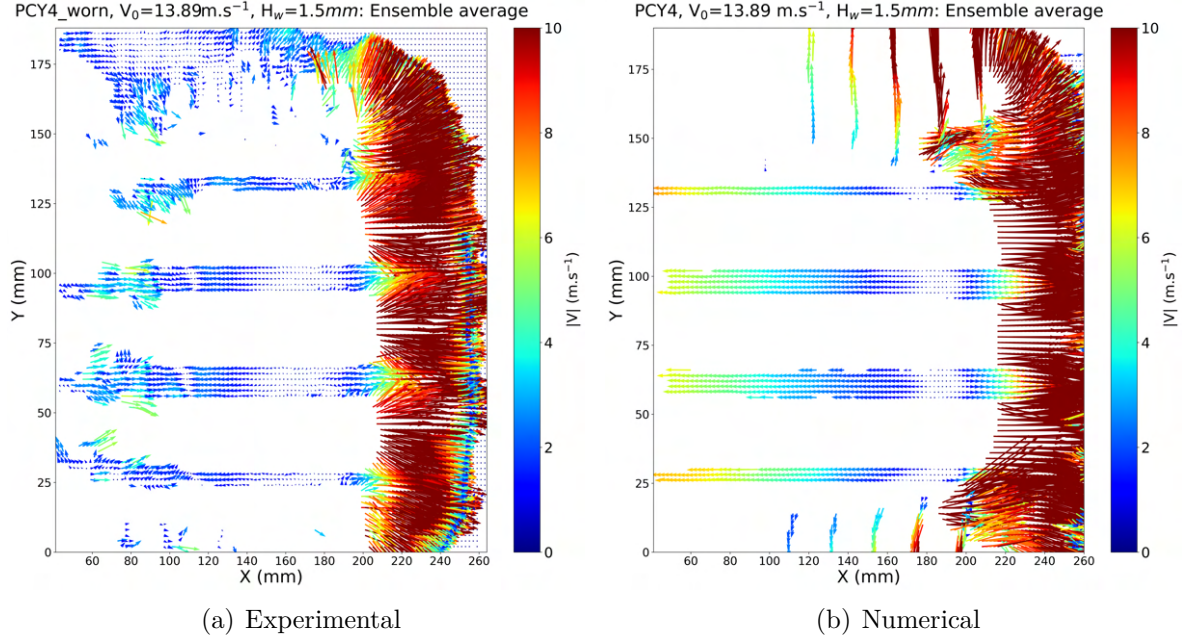 PCY4_worn, V₀=13.89m.s⁻¹, H_w=1.5mm: Ensemble average
Y (mm)
175
150
125
100
75
50
25
0
60 80 100 120 140 160 180 200 220 240 260
X (mm)
10
8
6
4
2
0
|V| (m.s⁻¹)
(a) Experimental
PCY4, V₀=13.89 m.s⁻¹, H_w=1.5mm: Ensemble average
Y (mm)
175
150
125
100
75
50
25
0
60 80 100 120 140 160 180 200 220 240 260
X (mm)
10
8
6
4
2
0
|V| (m.s⁻¹)
(b) Numerical